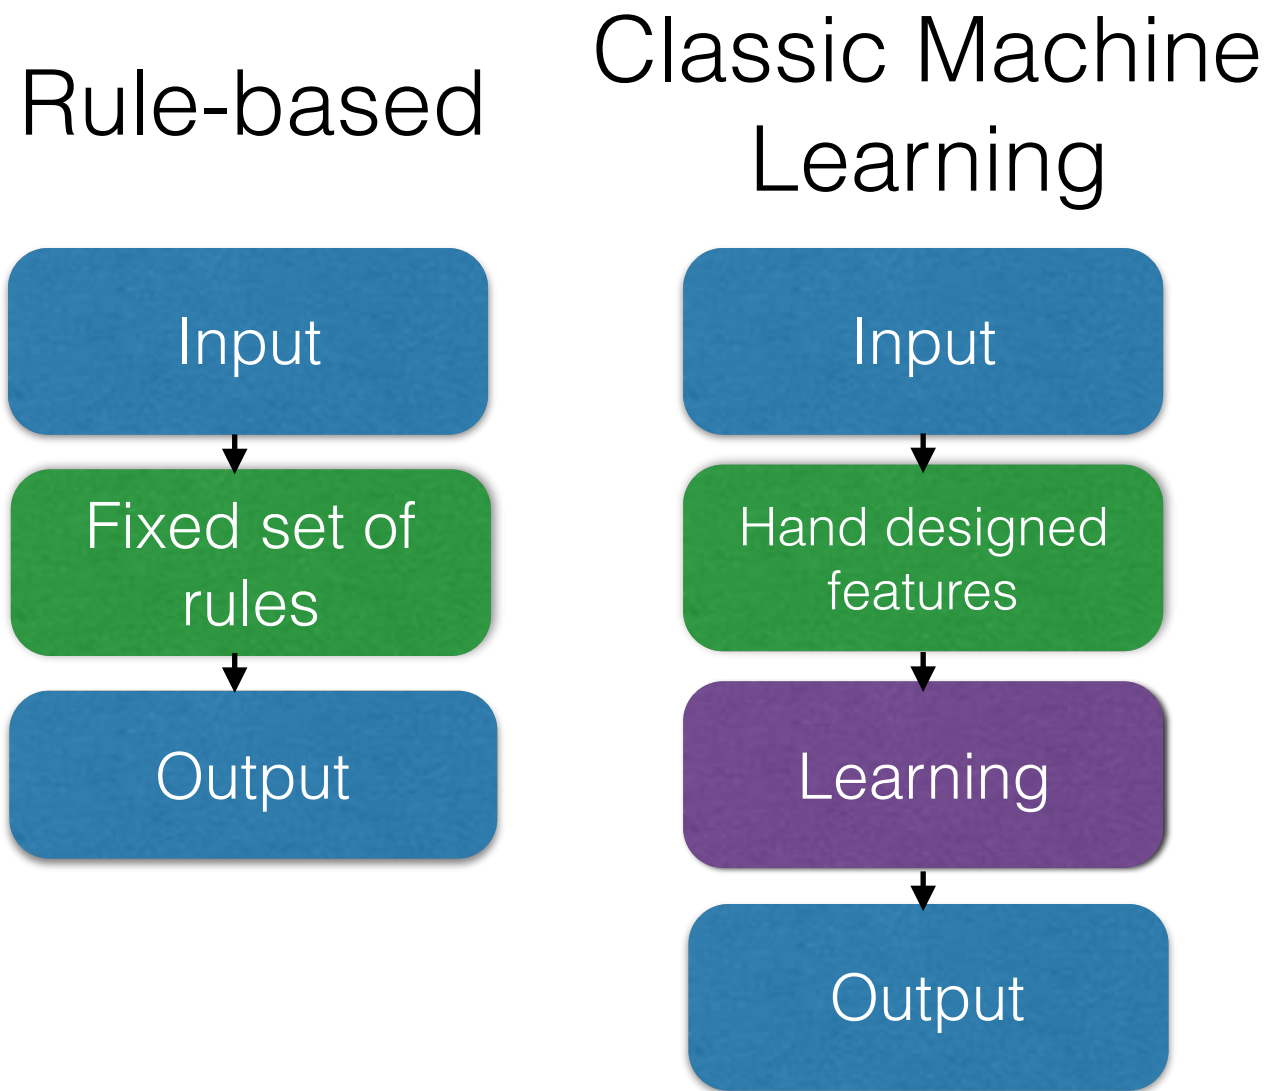 Rule-based
Input
Fixed set of
rules
Output
Classic Machine
Learning
Input
Hand designed
features
Learning
Output